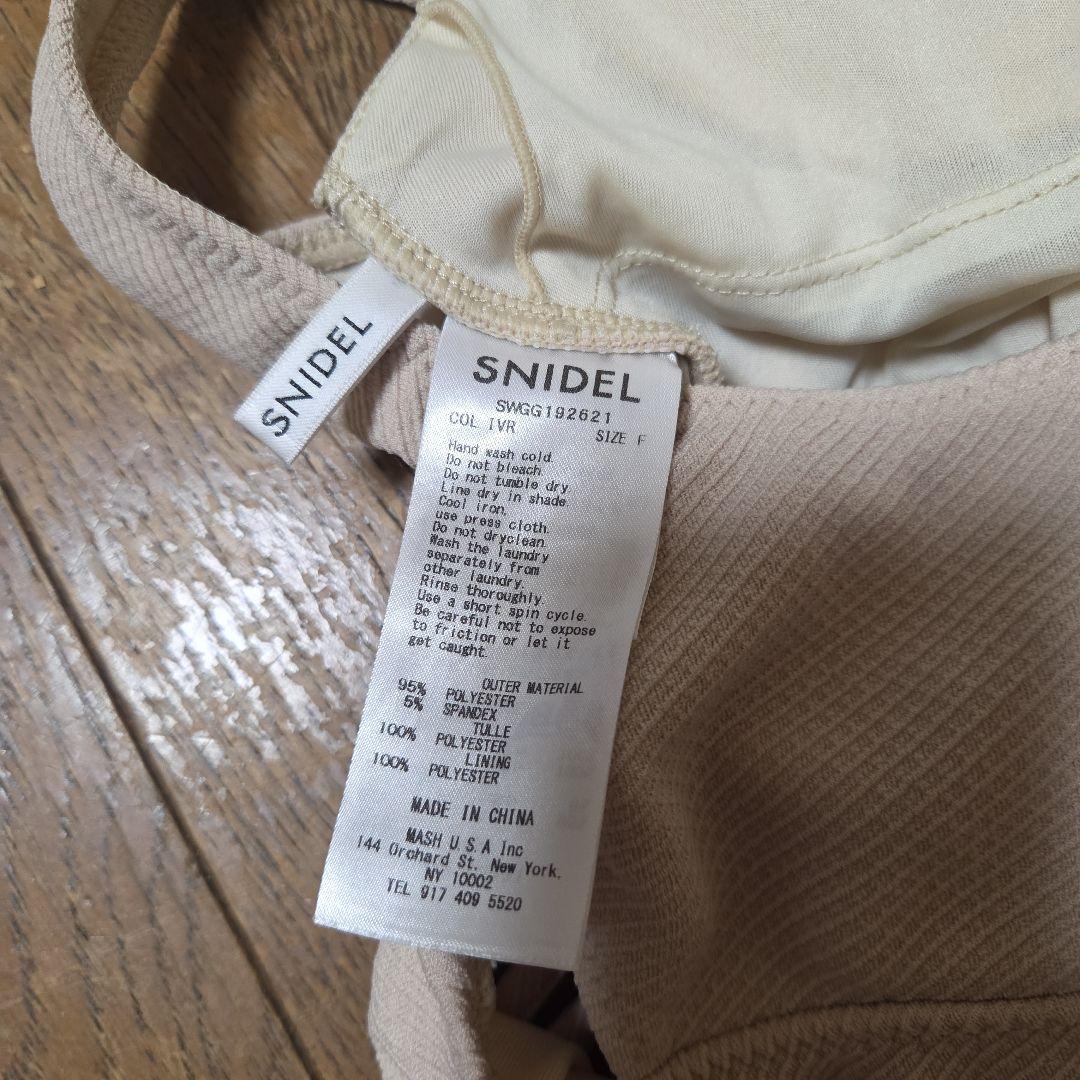 SNIDEL
SNIDEL
SWGG192621
COL IVR SIZE F
Hand wash cold.
Do not bleach.
Do not tumble dry
Line dry in shade.
Cool iron.
use press cloth.
Do not dryclean.
Wash the laundry
separately from
other laundry.
Rinse thoroughly.
Use a short spin cycle.
Be careful not to expose
to friction or let it
get caught.
OUTER MATERIAL
95% POLYESTER
5% SPANDEX
TULLE
100% POLYESTER
LINING
100% POLYESTER
MADE IN CHINA
MASH U S A Inc
144 Orchard St. New York.
NY 10002
TEL 917 409 5520